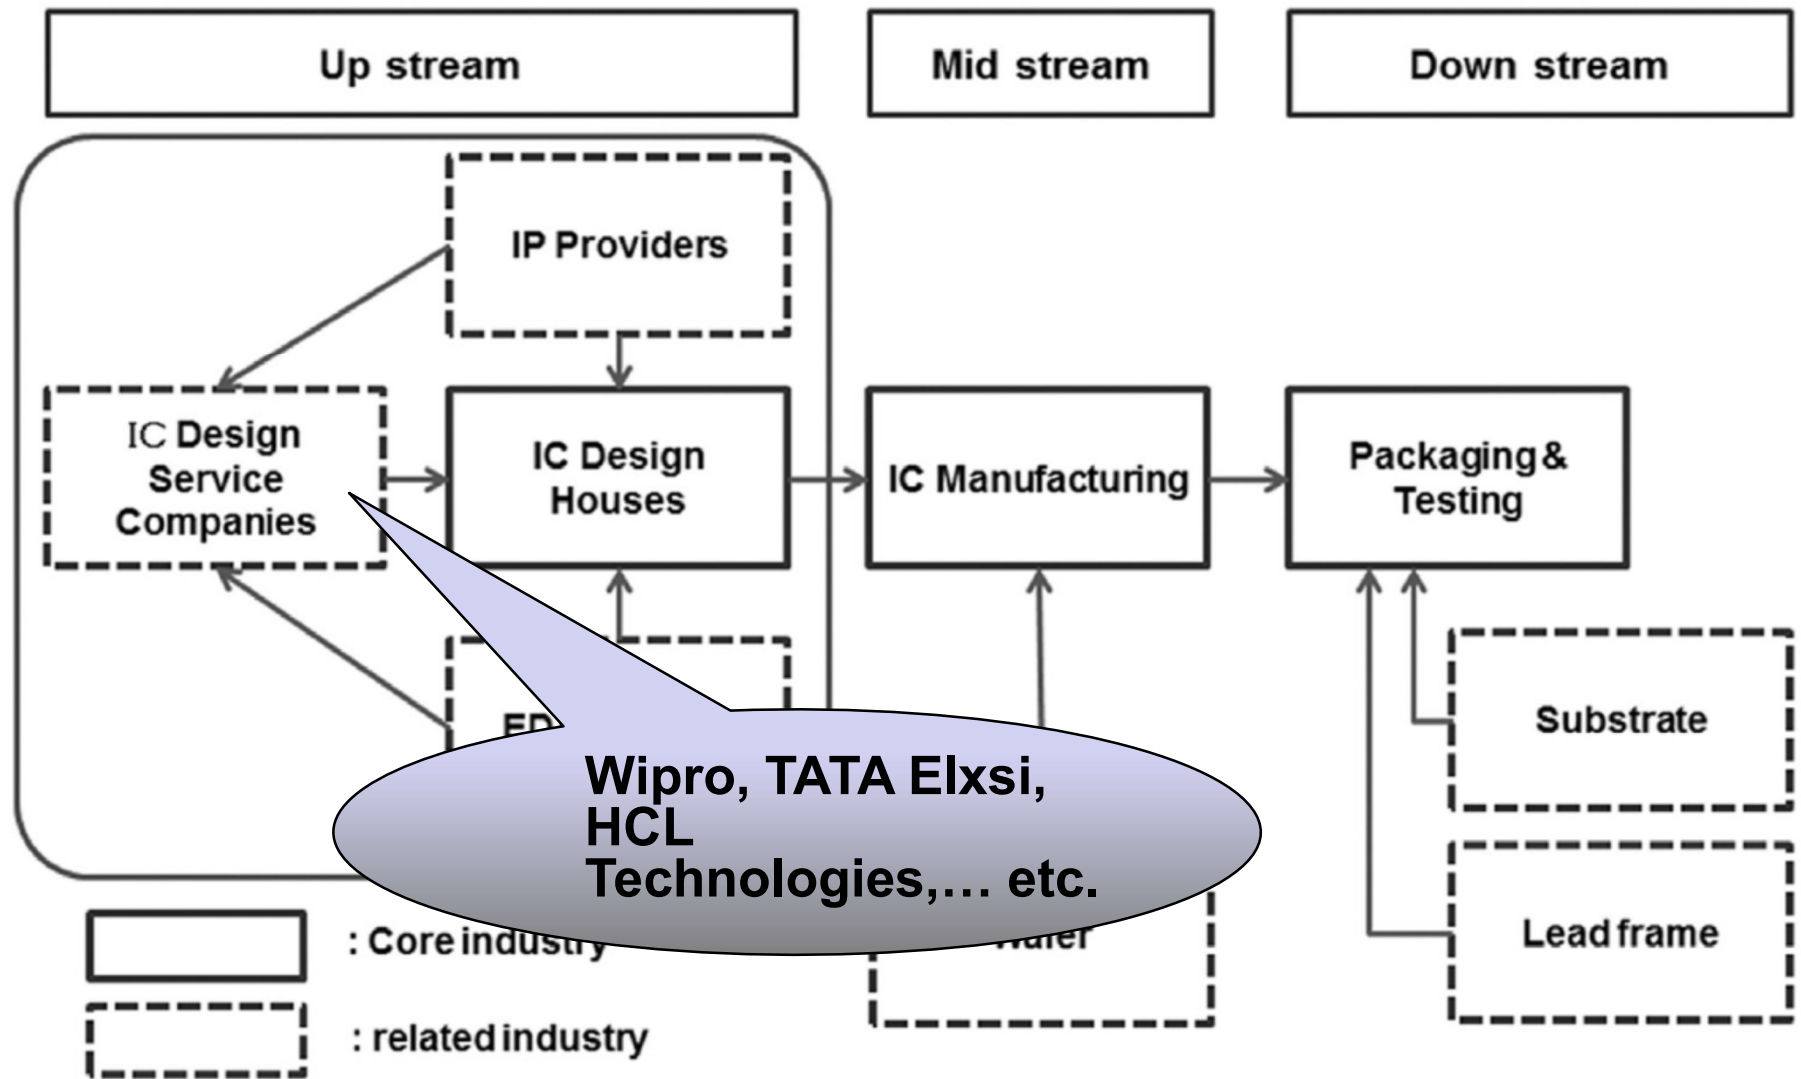 Up stream
Mid stream
Down stream
IP Providers
IC Design
Service
Companies
IC Design
Houses
IC Manufacturing
Packaging &
Testing
Substrate
Wipro, TATA Elxsi,
HCL
Technologies,... etc.
Lead frame
: Core industry
: related industry